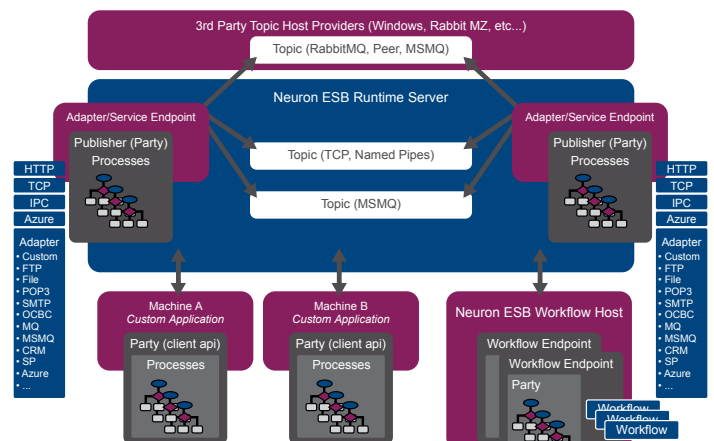 3rd Party Topic Host Providers (Windows, Rabbit MZ, etc...)
Topic (RabbitMQ, Peer, MSMQ)
Neuron ESB Runtime Server
Adapter/Service Endpoint
Publisher (Party)
Processes
Topic (TCP, Named Pipes)
Topic (MSMQ)
Adapter/Service Endpoint
Publisher (Party)
Processes
HTTP
TCP
IPC
Azure
Adapter
• Custom
• FTP
• File
• POP3
• SMTP
• OCBC
• MQ
• MSMQ
• CRM
• SP
• Azure
• ...
HTTP
TCP
IPC
Azure
Adapter
• Custom
• FTP
• File
• POP3
• SMTP
• OCBC
• MQ
• MSMQ
• CRM
• SP
• Azure
• ...
Machine A
Custom Application
Party (client api)
Processes
Machine B
Custom Application
Party (client api)
Processes
Neuron ESB Workflow Host
Workflow Endpoint
Workflow Endpoint
Party
Workflow
Workflow
Workflow